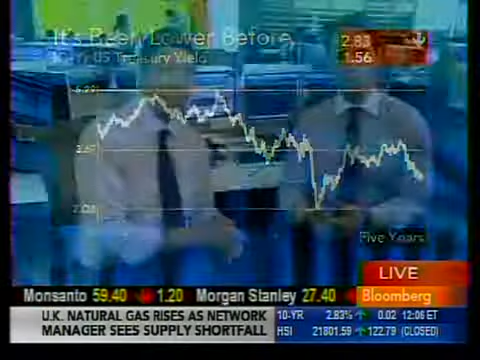 It's Been Lower Before
US Treasury Yield
2.83
1.56
Five Years
LIVE
Monsanto 59.40 1.20 Morgan Stanley 27.40
Bloomberg
U.K. NATURAL GAS RISES AS NETWORK
MANAGER SEES SUPPLY SHORTFALL
10-YR 2.83% 0.02 12:06 ET
HSI 21801.59 122.79 (CLOSED)